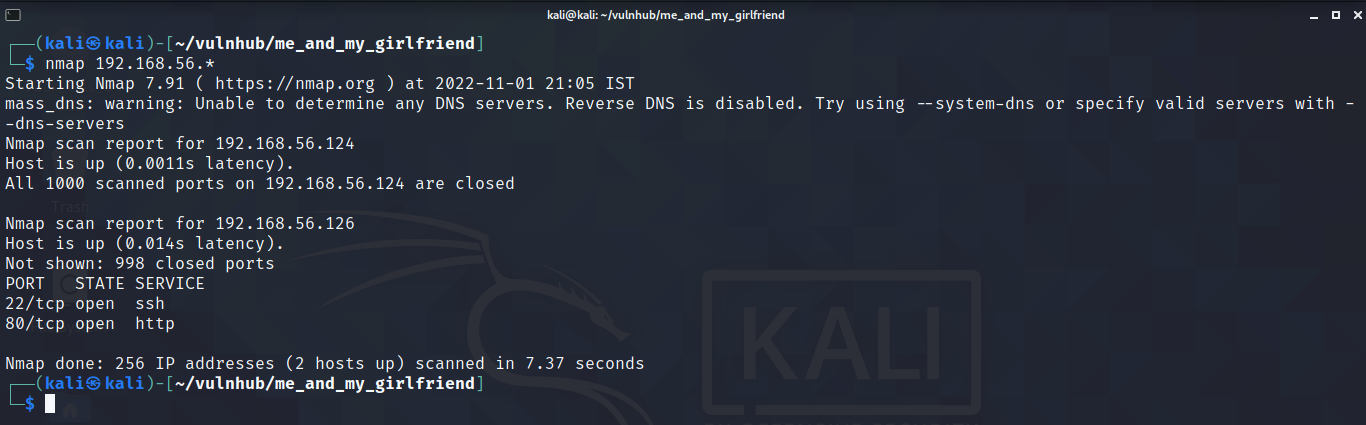 kali@kali: ~/vulnhub/me_and_my_girlfriend
┌──(kali㉿kali)-[~/vulnhub/me_and_my_girlfriend]
└─$ nmap 192.168.56.*
Starting Nmap 7.91 ( https://nmap.org ) at 2022-11-01 21:05 IST
mass_dns: warning: Unable to determine any DNS servers. Reverse DNS is disabled. Try using --system-dns or specify valid servers with -
-dns-servers
Nmap scan report for 192.168.56.124
Host is up (0.0011s latency).
All 1000 scanned ports on 192.168.56.124 are closed
Trash
Nmap scan report for 192.168.56.126
Host is up (0.014s latency).
Not shown: 998 closed ports
PORT   STATE SERVICE
22/tcp open  ssh
80/tcp open  http
KALI
Nmap done: 256 IP addresses (2 hosts up) scanned in 7.37 seconds
┌──(kali㉿kali)-[~/vulnhub/me_and_my_girlfriend]
└─$